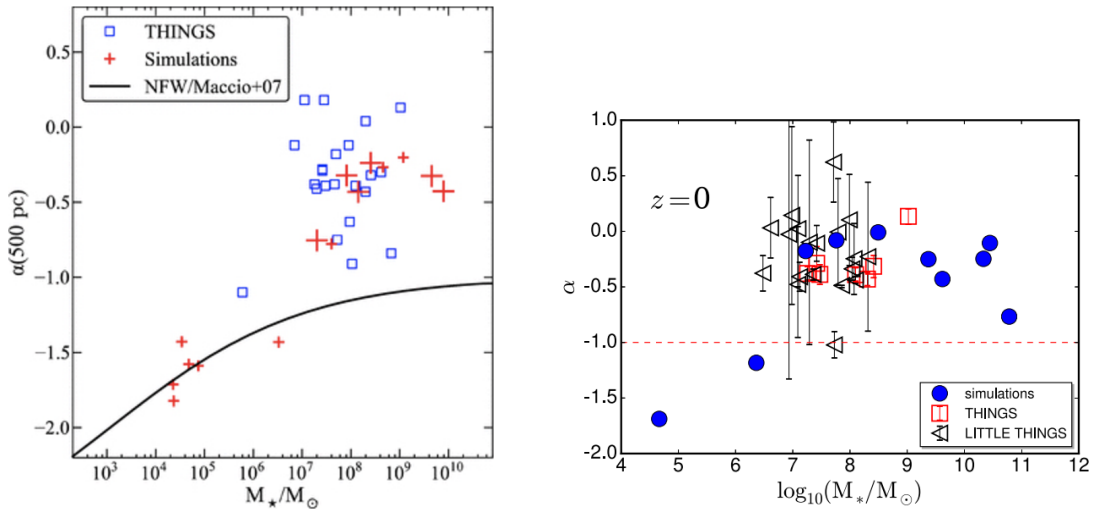 THINGS
Simulations
NFW/Maccio+07
α(500 pc)
0.5
0.0
−0.5
−1.0
−1.5
−2.0
10³ 10⁴ 10⁵ 10⁶ 10⁷ 10⁸ 10⁹ 10¹⁰
M★/M⊙
z=0
α
1.0
0.5
0.0
-0.5
-1.0
-1.5
-2.0
simulations
THINGS
LITTLE THINGS
4 5 6 7 8 9 10 11 12
log₁₀(M*/M⊙)